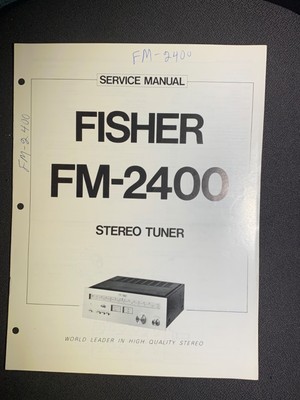 FM-2400
SERVICE MANUAL
FISHER
FM-2400
FM-2400
STEREO TUNER
WORLD LEADER IN HIGH QUALITY STEREO